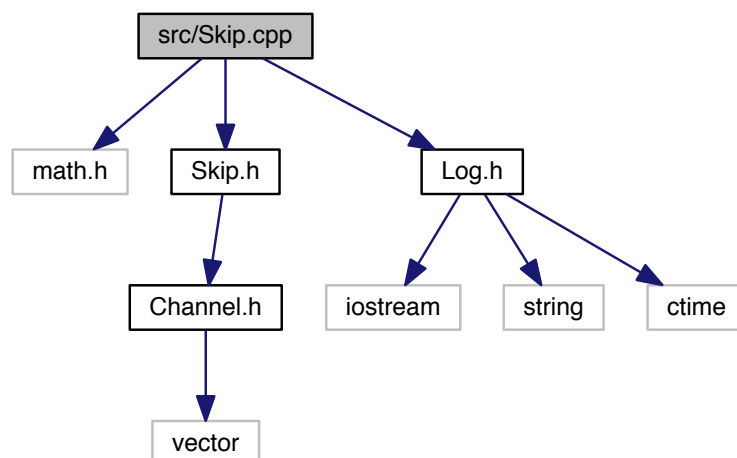 src/Skip.cpp
math.h
Skip.h
Log.h
Channel.h
iostream
string
ctime
vector